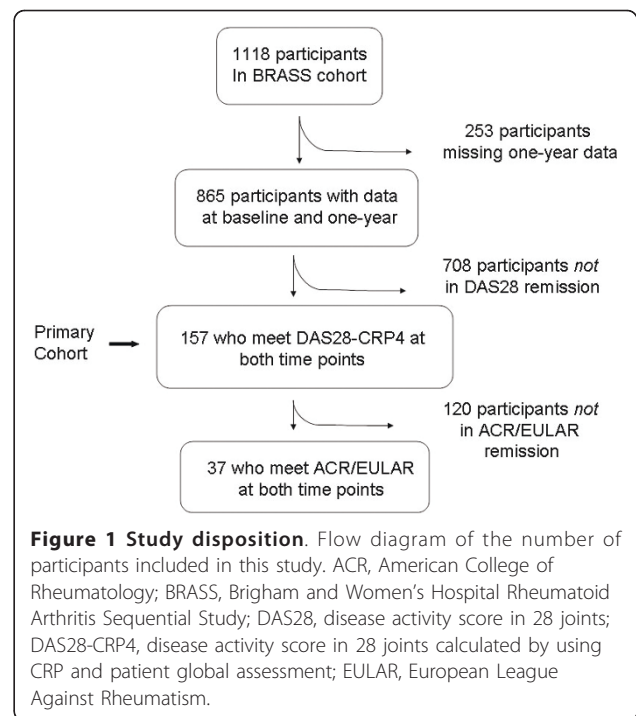 1118 participants
In BRASS cohort
253 participants
missing one-year data
865 participants with data
at baseline and one-year
708 participants not
in DAS28 remission
Primary
Cohort
157 who meet DAS28-CRP4 at
both time points
120 participants not
in ACR/EULAR
remission
37 who meet ACR/EULAR
at both time points
Figure 1 Study disposition. Flow diagram of the number of
participants included in this study. ACR, American College of
Rheumatology; BRASS, Brigham and Women's Hospital Rheumatoid
Arthritis Sequential Study; DAS28, disease activity score in 28 joints;
DAS28-CRP4, disease activity score in 28 joints calculated by using
CRP and patient global assessment; EULAR, European League
Against Rheumatism.